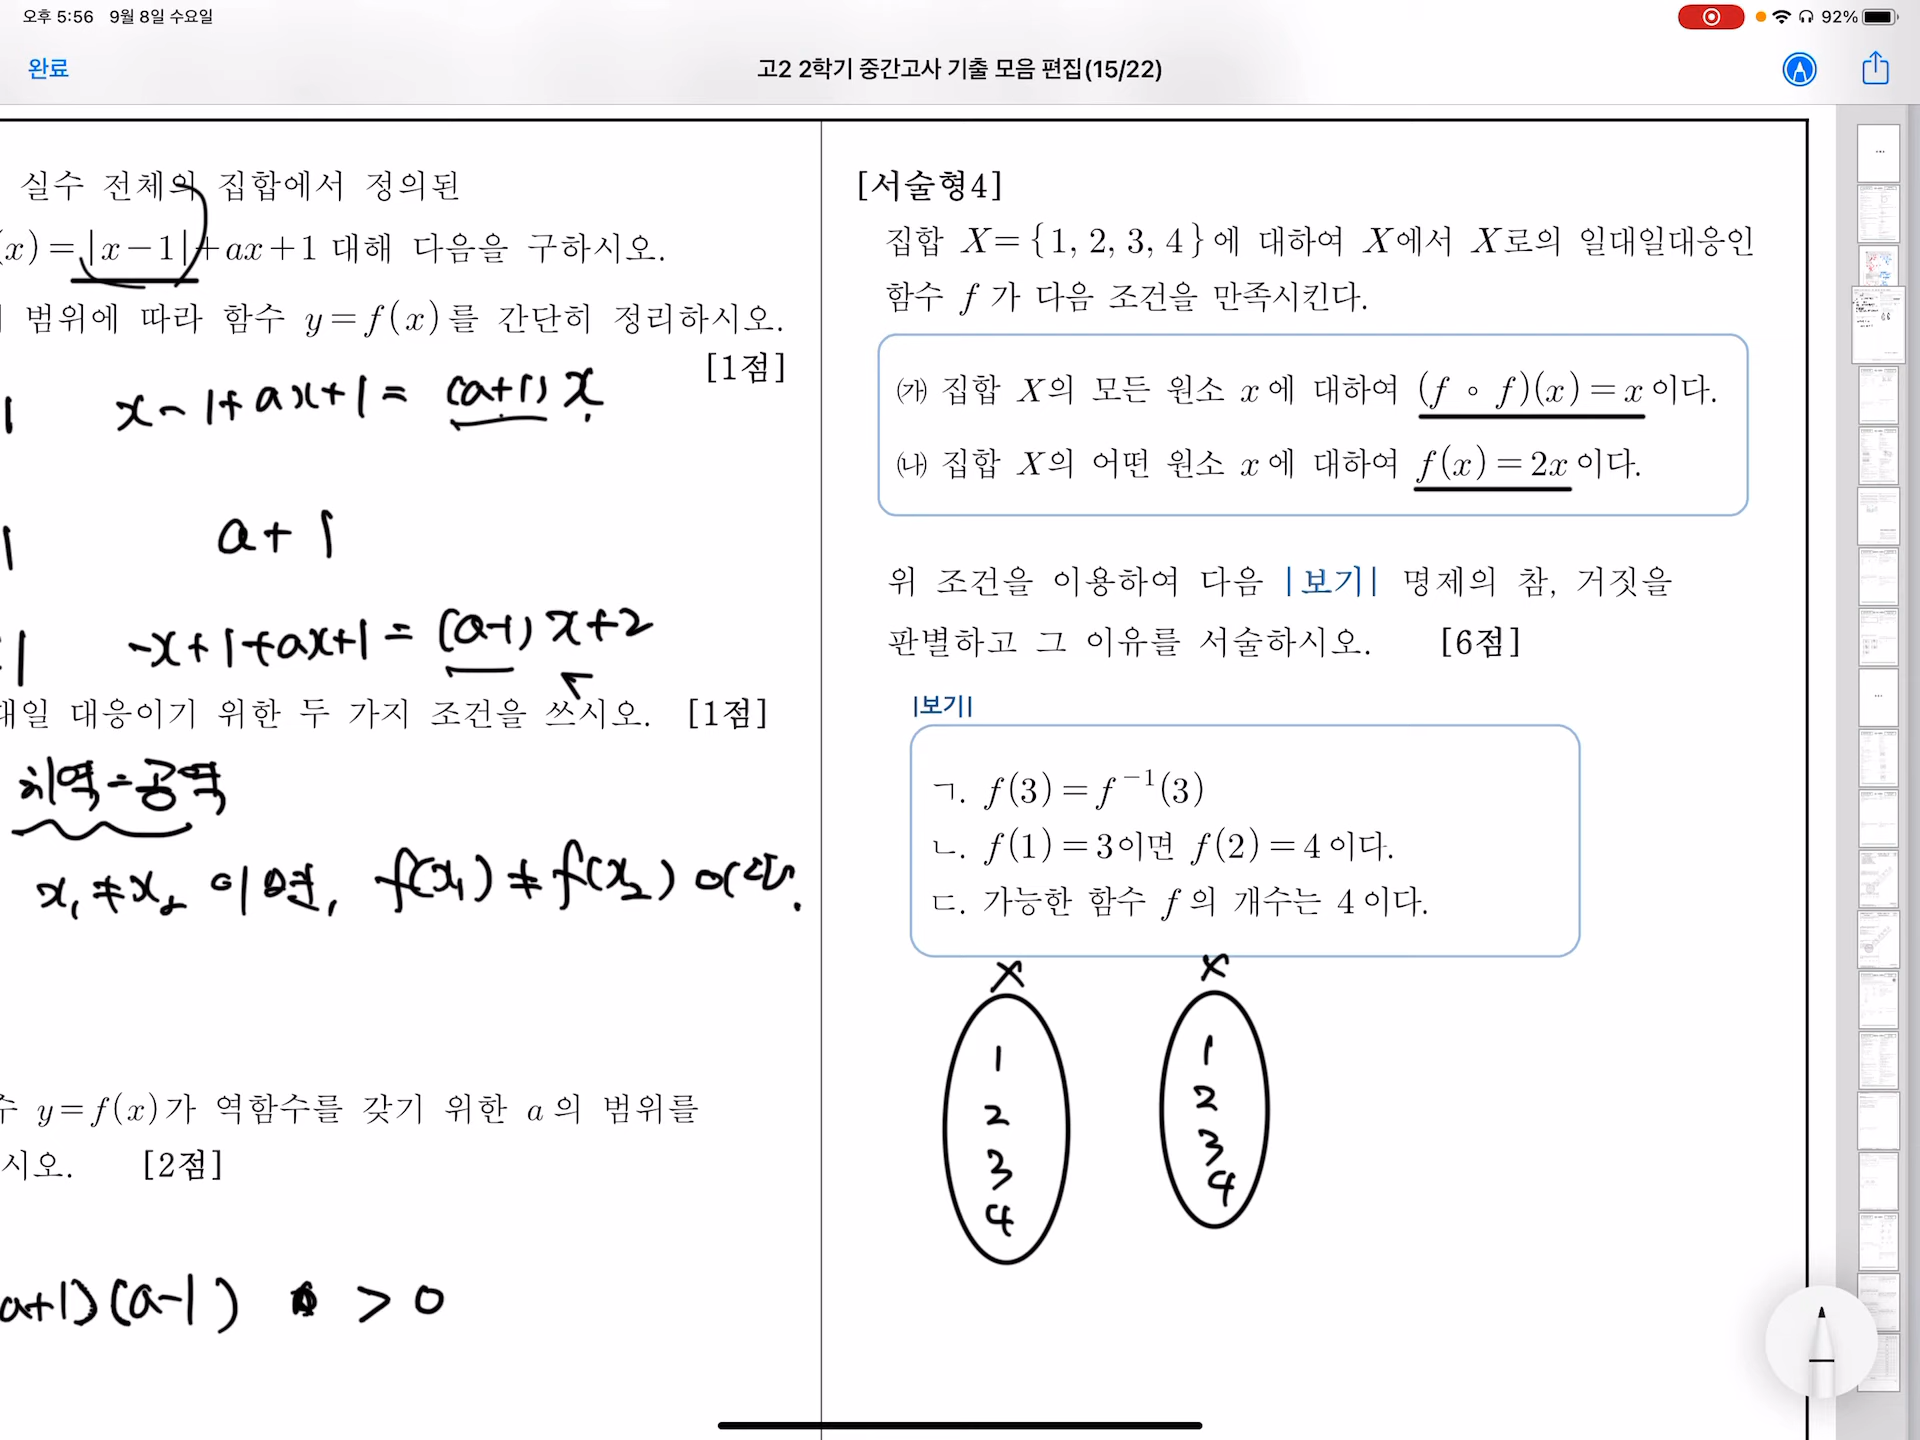 오후 5:56 9월 8일 수요일
92%
완료
고2 2학기 중간고사 기출 모음 편집(15/22)
실수 전체의 집합에서 정의된
(x)=|x-1|+ax+1 대해 다음을 구하시오.
범위에 따라 함수 y=f(x)를 간단히 정리하시오.
[1점]
1 x-1+ax+1= (a+1)x
1 a+1
1 -x+1+ax+1= (a-1)x+2
대일 대응이기 위한 두 가지 조건을 쓰시오. [1점]
치역=공역
x₁≠x₂ 이면, f(x₁)≠f(x₂) 이다.
수 y=f(x)가 역함수를 갖기 위한 a의 범위를
시오. [2점]
a+1)(a-1) >0
[서술형4]
집합 X={1, 2, 3, 4}에 대하여 X에서 X로의 일대일대응인
함수 f가 다음 조건을 만족시킨다.
㈎ 집합 X의 모든 원소 x에 대하여 (f∘f)(x)=x이다.
㈏ 집합 X의 어떤 원소 x에 대하여 f(x)=2x이다.
위 조건을 이용하여 다음 |보기| 명제의 참, 거짓을
판별하고 그 이유를 서술하시오. [6점]
|보기|
ㄱ. f(3)=f⁻¹(3)
ㄴ. f(1)=3이면 f(2)=4이다.
ㄷ. 가능한 함수 f의 개수는 4이다.
X X
1 1
2 2
3 3
4 4